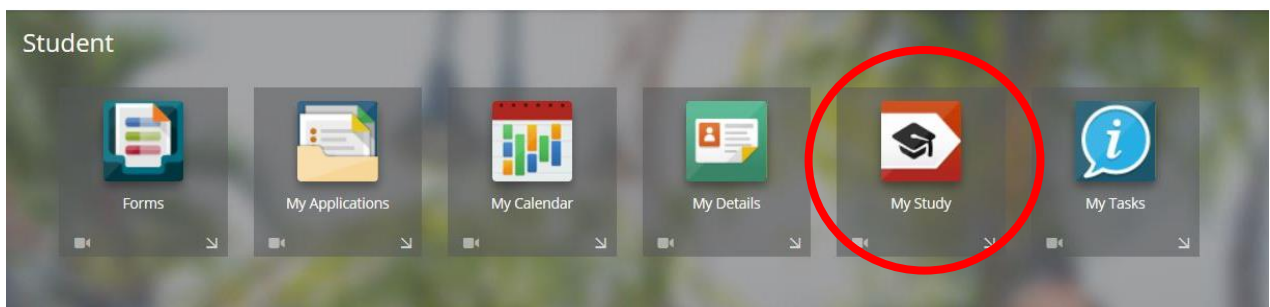 Student
Forms
My Applications
My Calendar
My Details
My Study
My Tasks